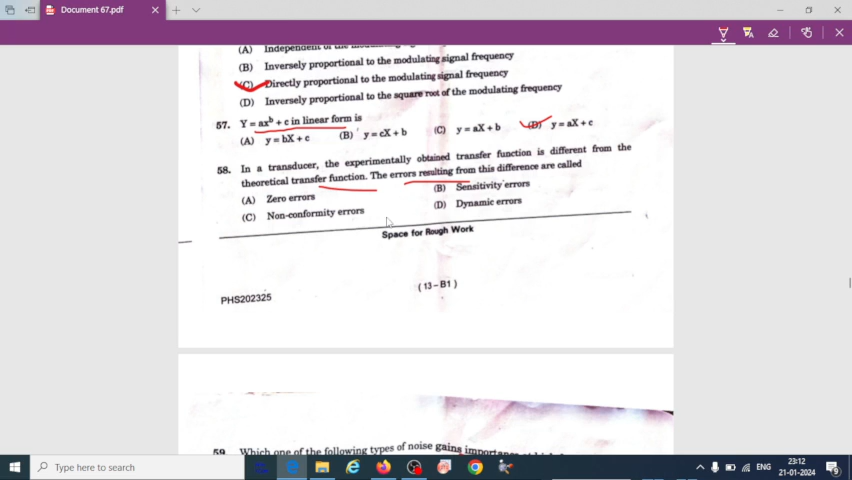 Document 67.pdf
(A) Independent of the modulating
(B) Inversely proportional to the modulating signal frequency
(C) Directly proportional to the modulating signal frequency
(D) Inversely proportional to the square root of the modulating frequency
57. Y = ax^b + c in linear form is
(A) y = bX + c (B) y = cX + b (C) y = aX + b (D) y = aX + c
58. In a transducer, the experimentally obtained transfer function is different from the
theoretical transfer function. The errors resulting from this difference are called
(A) Zero errors (B) Sensitivity errors
(C) Non-conformity errors (D) Dynamic errors
Space for Rough Work
PHS202325 (13-B1)
59. Which one of the following types of noise gains importance
Type here to search
ENG
23:12
21-01-2024
9